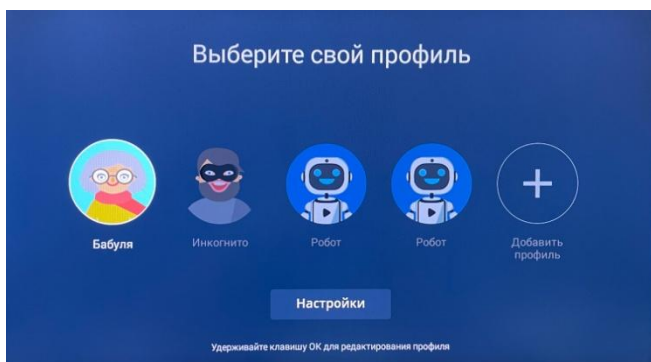 Выберите свой профиль
Бабуля
Инкогнито
Робот
Робот
Добавить
профиль
Настройки
Удерживайте клавишу ОК для редактирования профиля